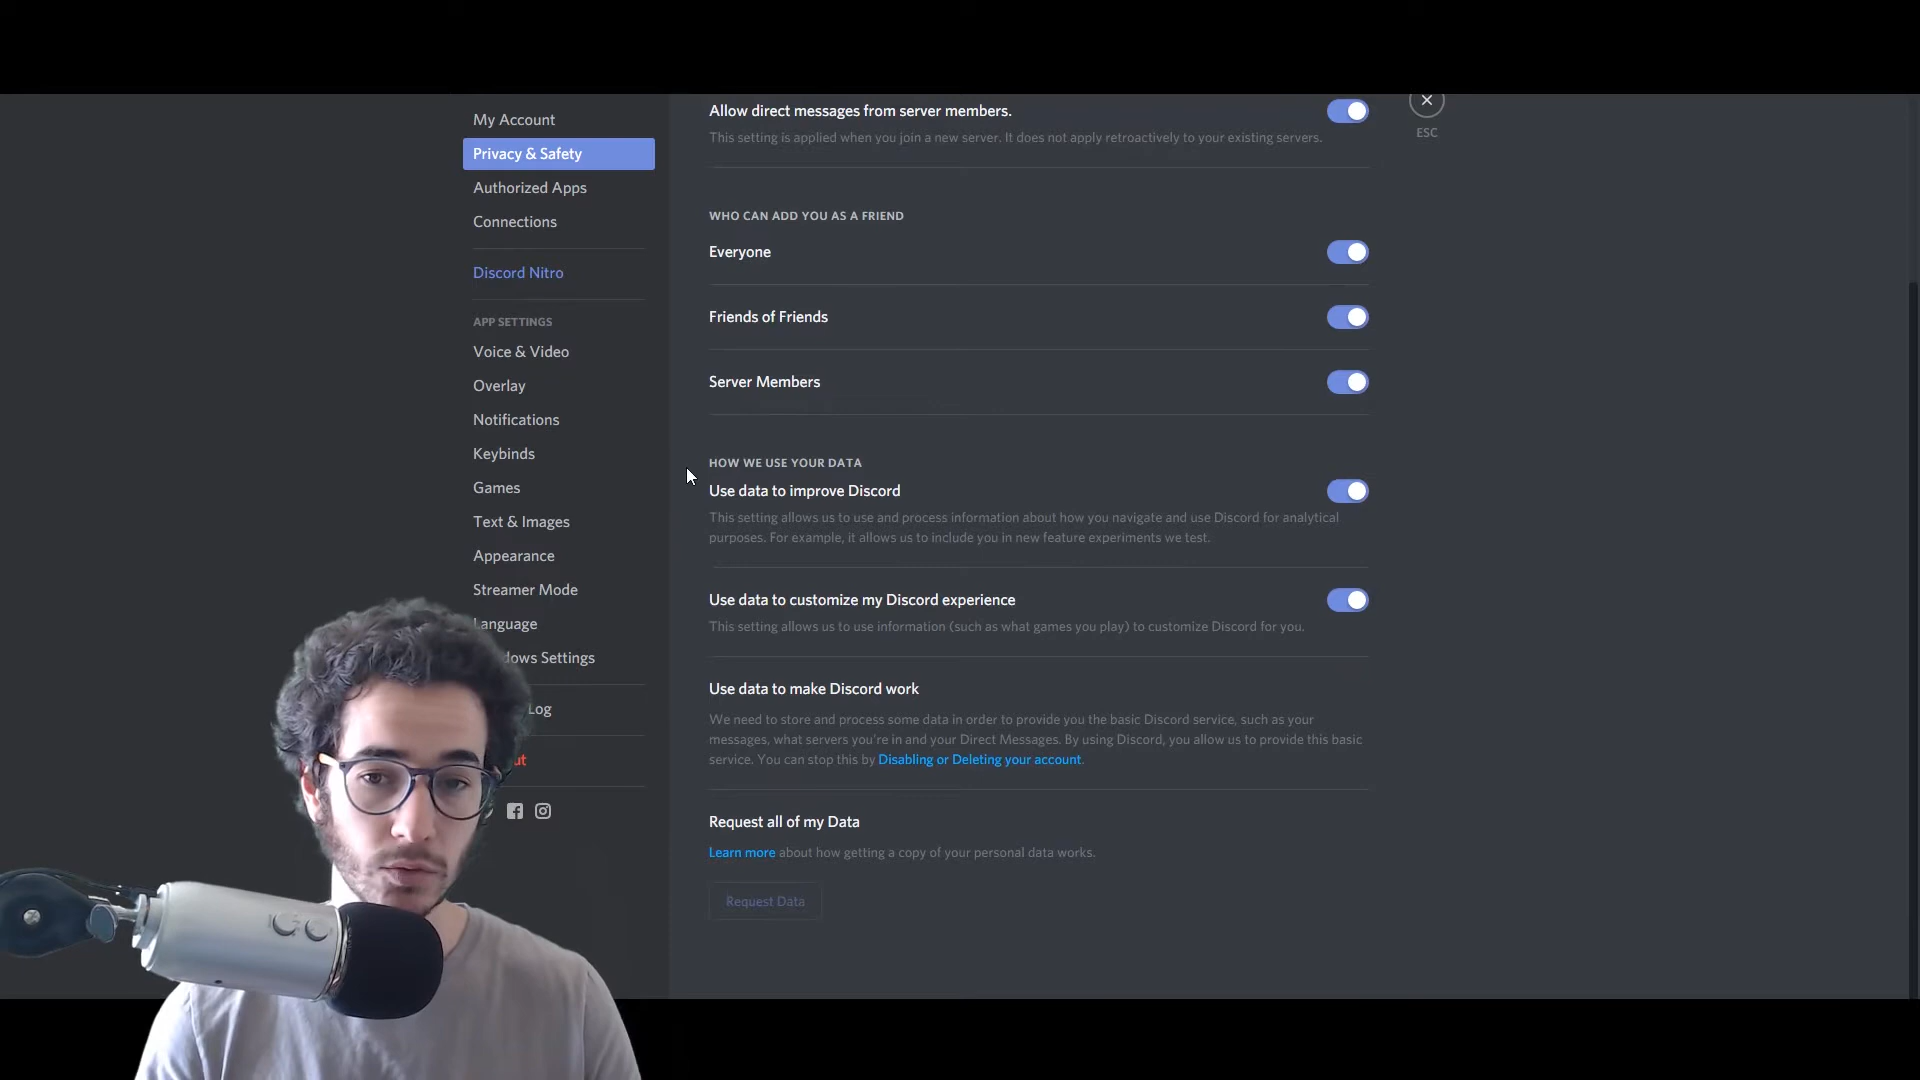 My Account
Privacy & Safety
Authorized Apps
Connections
Discord Nitro
APP SETTINGS
Voice & Video
Overlay
Notifications
Keybinds
Games
Text & Images
Appearance
Streamer Mode
Language
dows Settings
Log
ut
Allow direct messages from server members.
This setting is applied when you join a new server. It does not apply retroactively to your existing servers.
WHO CAN ADD YOU AS A FRIEND
Everyone
Friends of Friends
Server Members
HOW WE USE YOUR DATA
Use data to improve Discord
This setting allows us to use and process information about how you navigate and use Discord for analytical
purposes. For example, it allows us to include you in new feature experiments we test.
Use data to customize my Discord experience
This setting allows us to use information (such as what games you play) to customize Discord for you.
Use data to make Discord work
We need to store and process some data in order to provide you the basic Discord service, such as your
messages, what servers you're in and your Direct Messages. By using Discord, you allow us to provide this basic
service. You can stop this by Disabling or Deleting your account.
Request all of my Data
Learn more about how getting a copy of your personal data works.
Request Data
ESC